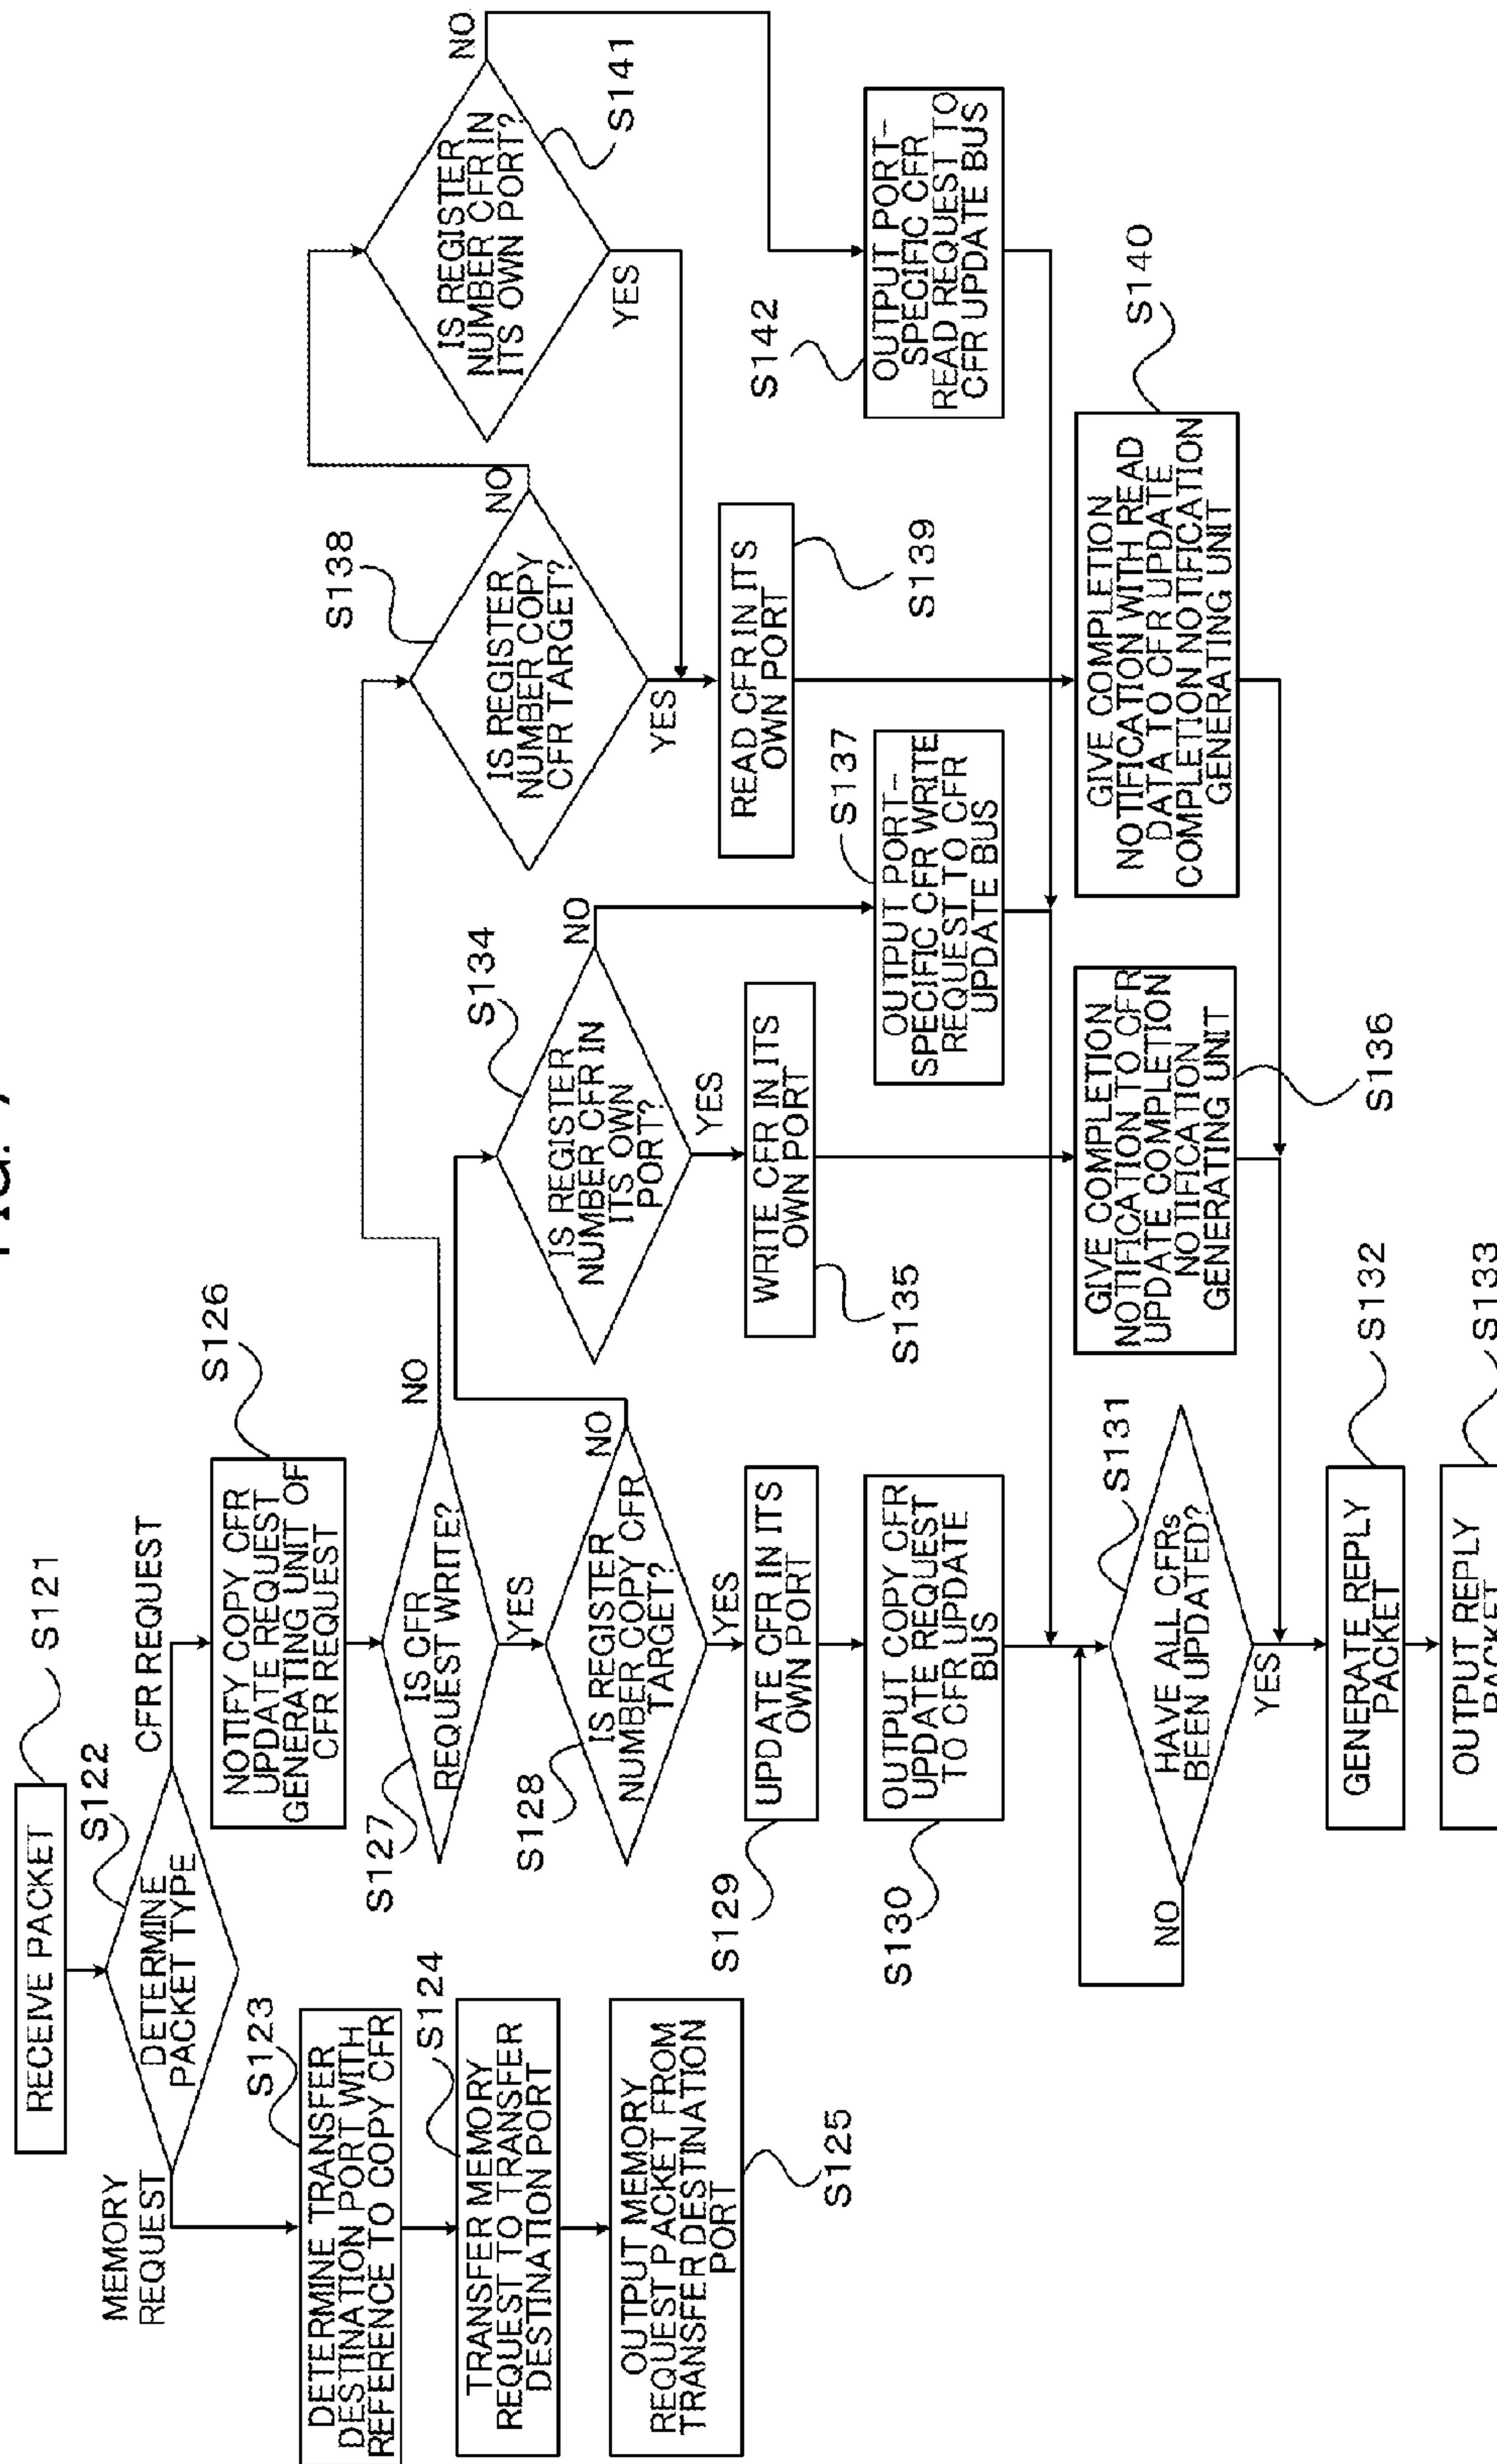 RECEIVE PACKET
S121
DETERMINE
PACKET TYPE
S122
MEMORY
REQUEST
CFR REQUEST
DETERMINE TRANSFER
DESTINATION PORT WITH
REFERENCE TO COPY CFR
S123
TRANSFER MEMORY
REQUEST TO TRANSFER
DESTINATION PORT
S124
OUTPUT MEMORY
REQUEST PACKET FROM
TRANSFER DESTINATION
PORT
S125
NOTIFY COPY CFR
UPDATE REQUEST
GENERATING UNIT OF
CFR REQUEST
S126
IS CFR
REQUEST WRITE?
S127
NO
YES
IS REGISTER
NUMBER COPY CFR
TARGET?
S128
NO
YES
UPDATE CFR IN ITS
OWN PORT
S129
OUTPUT COPY CFR
UPDATE REQUEST
TO CFR UPDATE
BUS
S130
HAVE ALL CFRs
BEEN UPDATED?
S131
NO
YES
GENERATE REPLY
PACKET
S132
OUTPUT REPLY
PACKET
S133
IS REGISTER
NUMBER CFR IN
ITS OWN
PORT?
S134
NO
YES
WRITE CFR IN ITS
OWN PORT
S135
GIVE COMPLETION
NOTIFICATION TO CFR
UPDATE COMPLETION
NOTIFICATION
GENERATING UNIT
S136
OUTPUT PORT-
SPECIFIC CFR WRITE
REQUEST TO CFR
UPDATE BUS
S137
IS REGISTER
NUMBER COPY
CFR TARGET?
S138
NO
YES
READ CFR IN ITS
OWN PORT
S139
GIVE COMPLETION
NOTIFICATION WITH READ
DATA TO CFR UPDATE
COMPLETION NOTIFICATION
GENERATING UNIT
S140
IS REGISTER
NUMBER CFR IN
ITS OWN PORT?
S141
NO
YES
OUTPUT PORT-
SPECIFIC CFR
READ REQUEST TO
CFR UPDATE BUS
S142